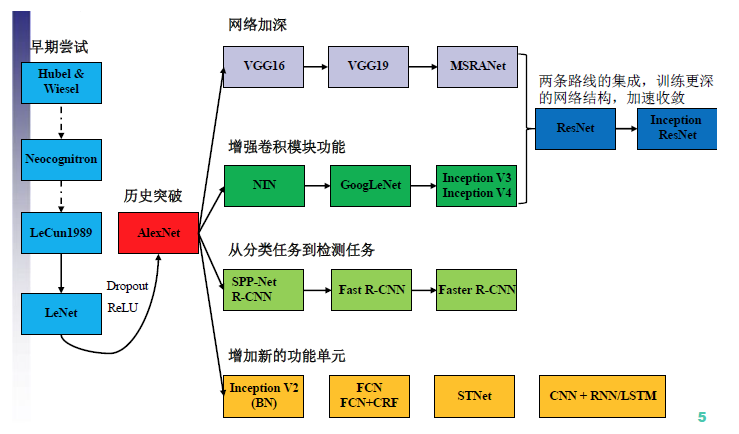 网络加深
早期尝试
Hubel &
Wiesel
VGG16
VGG19
MSRANet
两条路线的集成，训练更深
的网络结构，加速收敛
ResNet
Inception
ResNet
Neocognitron
增强卷积模块功能
NIN
GoogLeNet
Inception V3
Inception V4
历史突破
LeCun1989
AlexNet
从分类任务到检测任务
Dropout
ReLU
LeNet
SPP-Net
R-CNN
Fast R-CNN
Faster R-CNN
增加新的功能单元
Inception V2
(BN)
FCN
FCN+CRF
STNet
CNN + RNN/LSTM
5